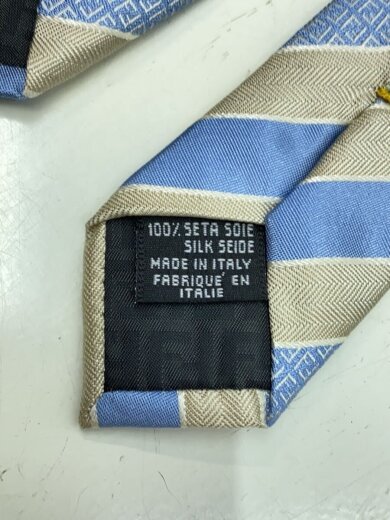 100% SETA SOIE
SILK SEIDE
MADE IN ITALY
FABRIQUE' EN
ITALIE